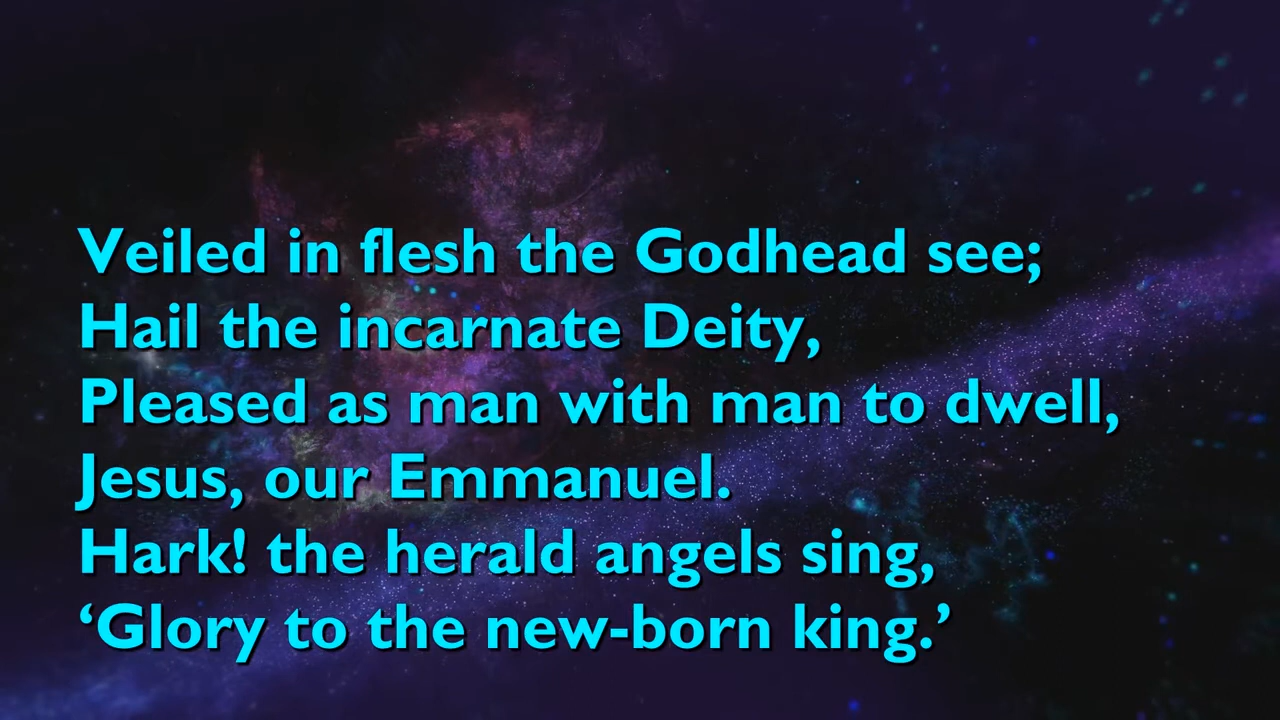 Veiled in flesh the Godhead see;
Hail the incarnate Deity,
Pleased as man with man to dwell,
Jesus, our Emmanuel.
Hark! the herald angels sing,
‘Glory to the new-born king.’